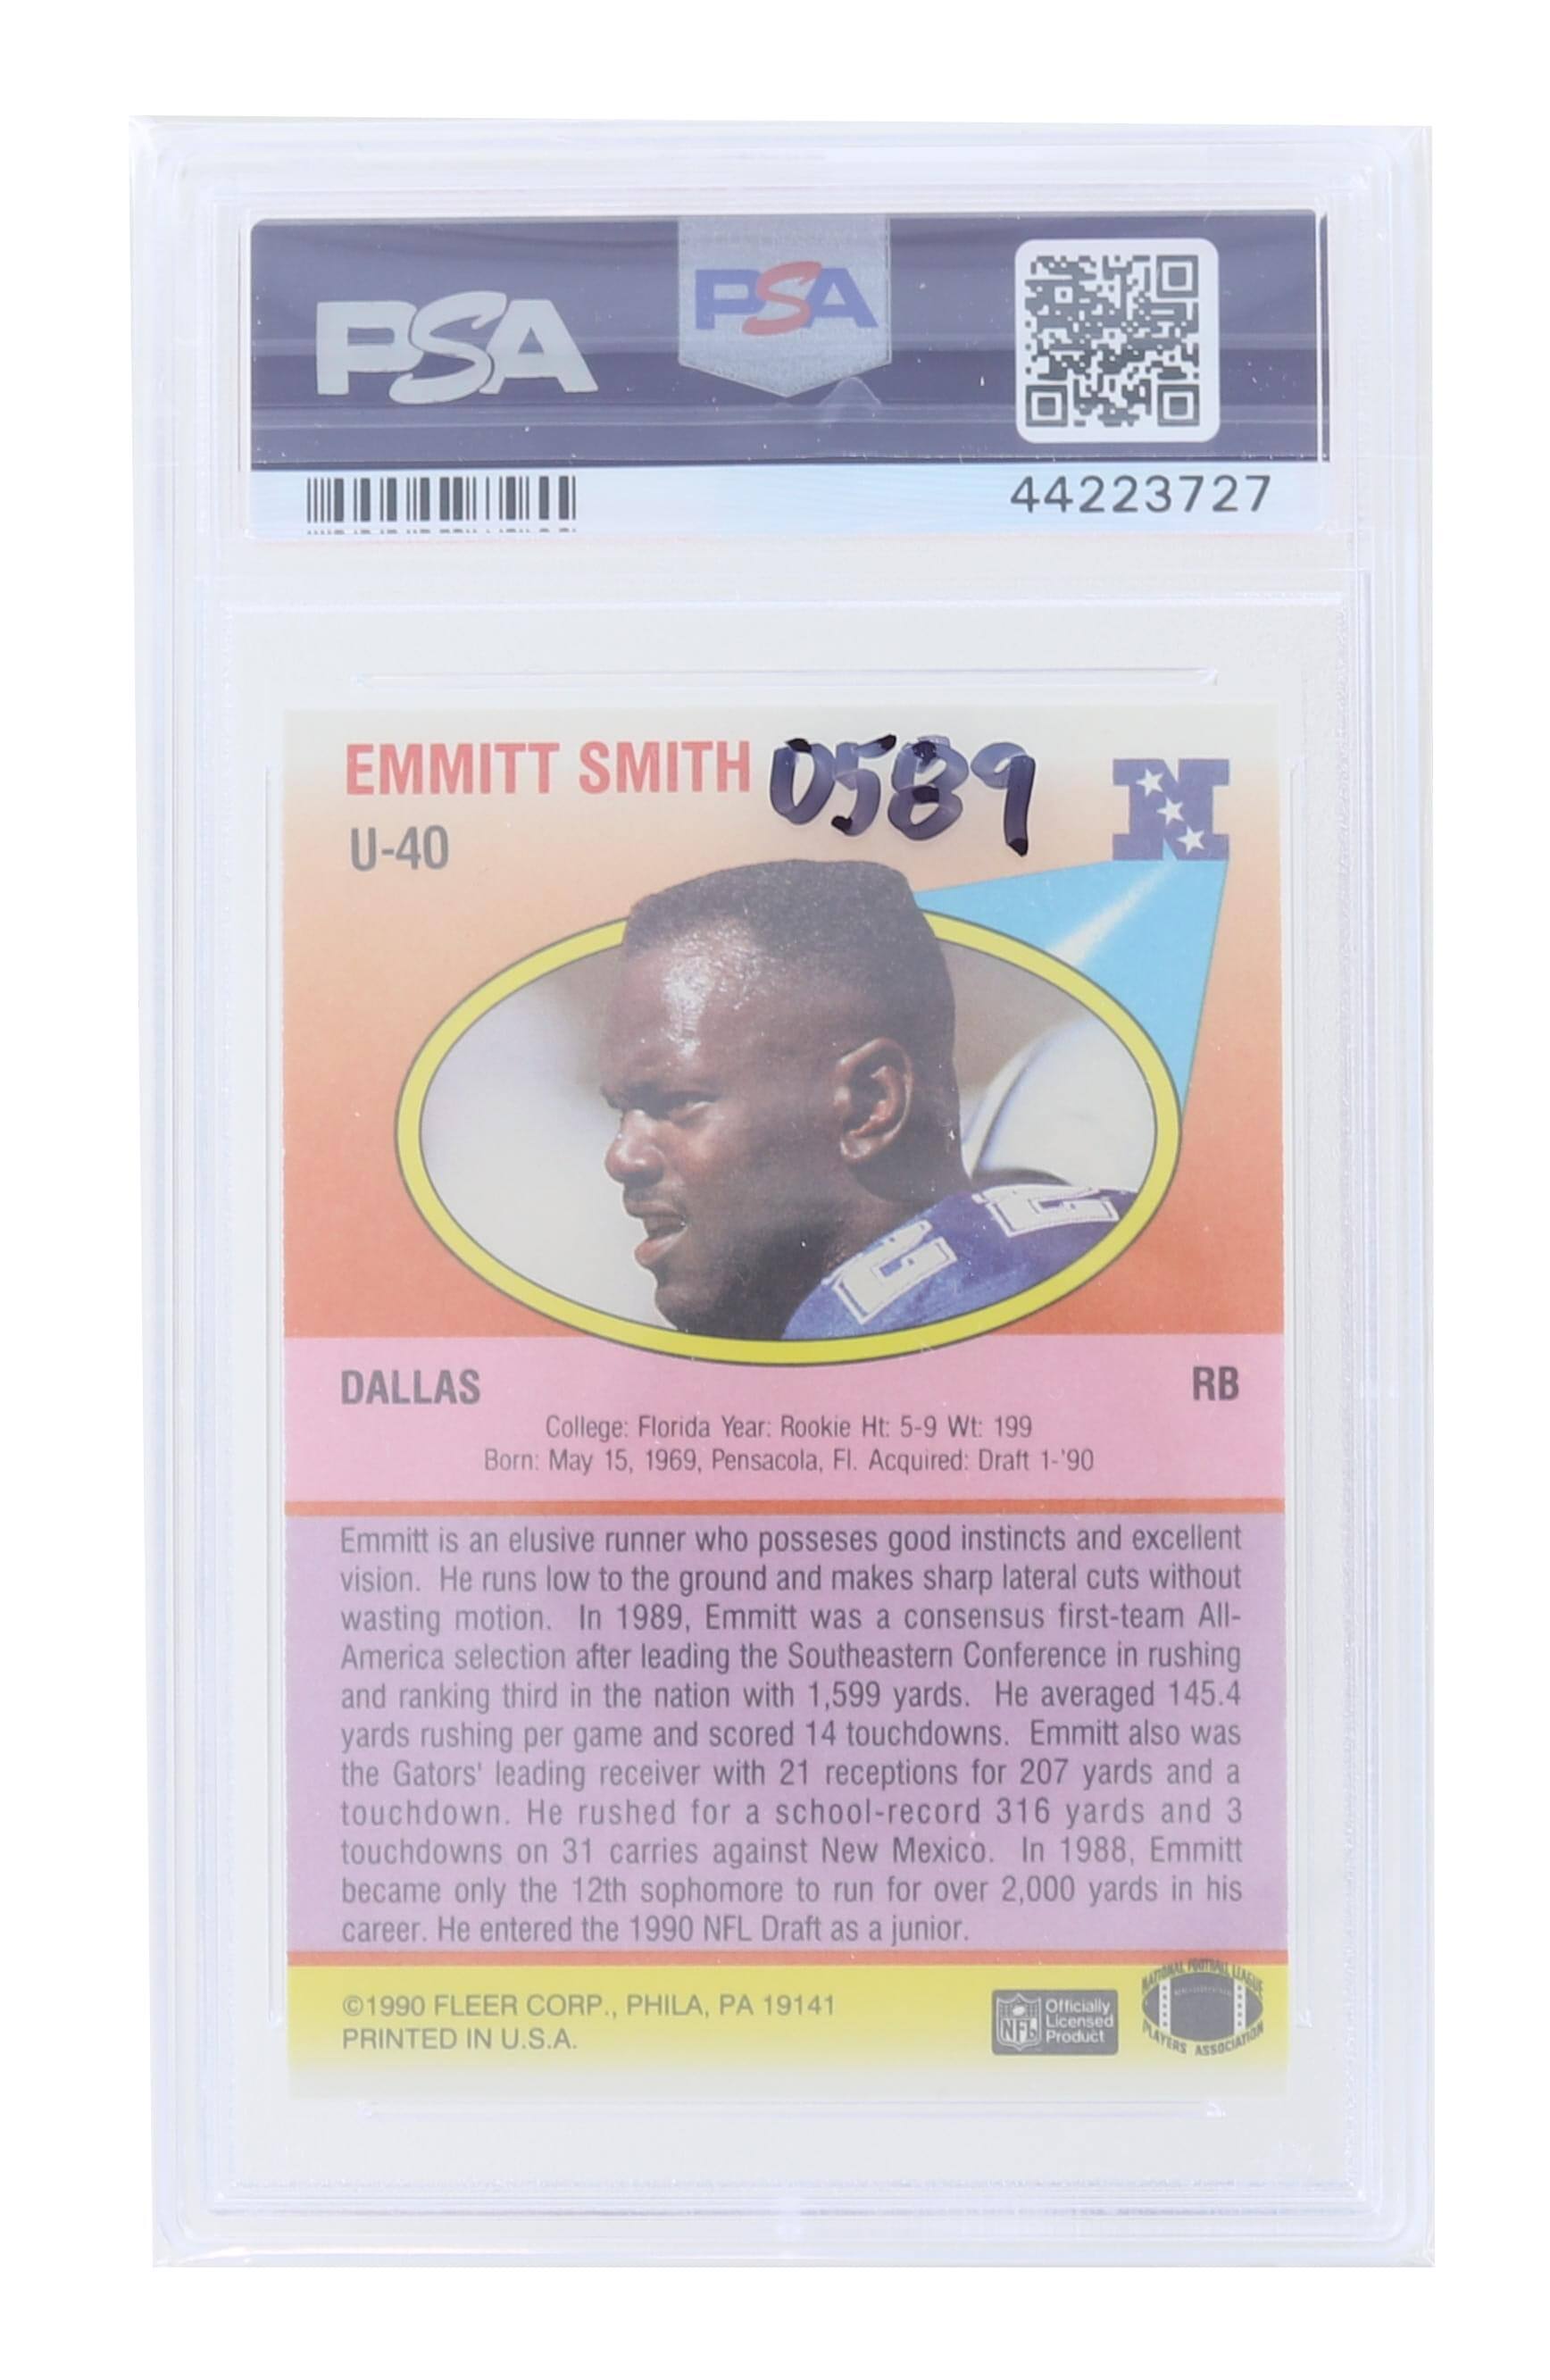 PSA
PSA
44223727
EMMITT SMITH
0589
U-40
N
DALLAS
RB
College: Florida Year: Rookie Ht: 5-9 Wt: 199
Born: May 15, 1969, Pensacola, Fl. Acquired: Draft 1-'90
Emmitt is an elusive runner who posseses good instincts and excellent
vision. He runs low to the ground and makes sharp lateral cuts without
wasting motion. In 1989, Emmitt was a consensus first-team All-
America selection after leading the Southeastern Conference in rushing
and ranking third in the nation with 1,599 yards. He averaged 145.4
yards rushing per game and scored 14 touchdowns. Emmitt also was
the Gators' leading receiver with 21 receptions for 207 yards and a
touchdown. He rushed for a school-record 316 yards and 3
touchdowns on 31 carries against New Mexico. In 1988, Emmitt
became only the 12th sophomore to run for over 2,000 yards in his
career. He entered the 1990 NFL Draft as a junior.
©1990 FLEER CORP., PHILA, PA 19141
PRINTED IN U.S.A.
NFL
Officially
Licensed
Product
NATIONAL FOOTBALL LEAGUE
PLAYERS ASSOCIATION